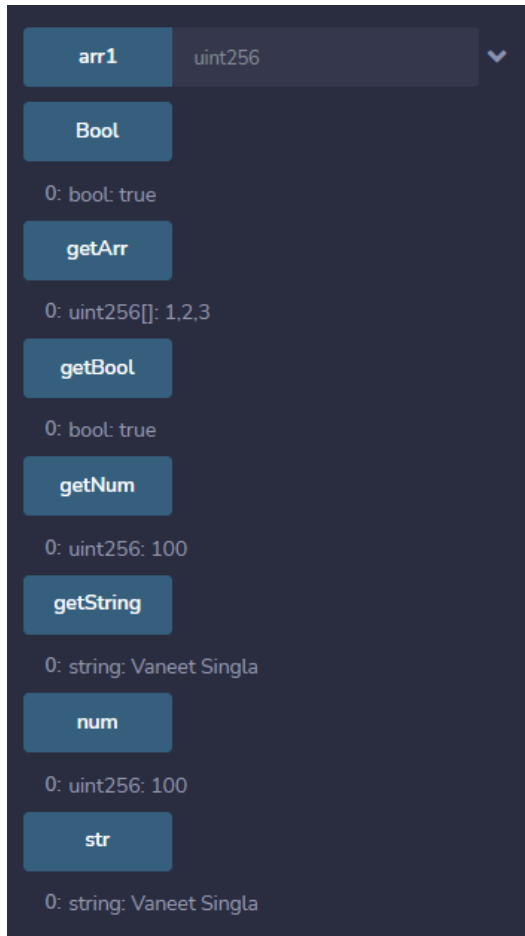 arr1 uint256
Bool
0: bool: true
getArr
0: uint256[]: 1,2,3
getBool
0: bool: true
getNum
0: uint256: 100
getString
0: string: Vaneet Singla
num
0: uint256: 100
str
0: string: Vaneet Singla